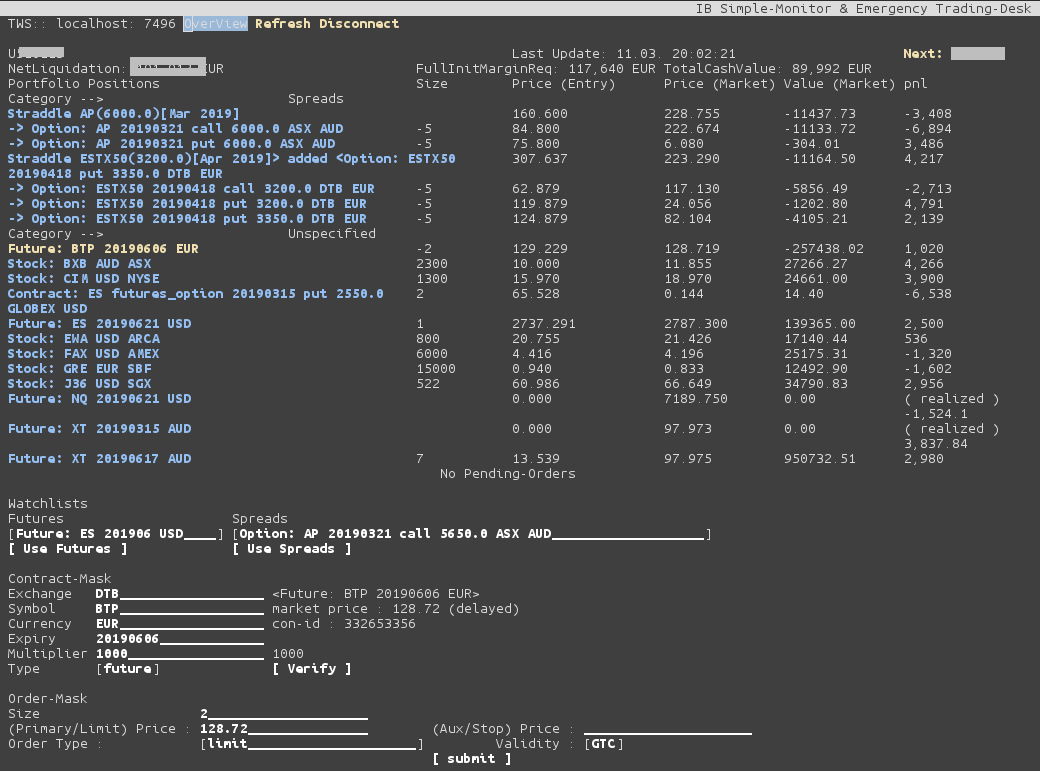 IB Simple-Monitor & Emergency Trading-Desk
TWS:: localhost: 7496 OverView Refresh Disconnect
Last Update: 11.03. 20:02:21 Next:
NetLiquidation: EUR FullInitMarginReq: 117,640 EUR TotalCashValue: 89,992 EUR
Portfolio Positions Size Price (Entry) Price (Market) Value (Market) pnl
Category --> Spreads
Straddle AP(6000.0)[Mar 2019] 160.600 228.755 -11437.73 -3,408
-> Option: AP 20190321 call 6000.0 ASX AUD -5 84.800 222.674 -11133.72 -6,894
-> Option: AP 20190321 put 6000.0 ASX AUD -5 75.800 6.080 -304.01 3,486
Straddle ESTX50(3200.0)[Apr 2019]> added <Option: ESTX50 307.637 223.290 -11164.50 4,217
20190418 put 3350.0 DTB EUR
-> Option: ESTX50 20190418 call 3200.0 DTB EUR -5 62.879 117.130 -5856.49 -2,713
-> Option: ESTX50 20190418 put 3200.0 DTB EUR -5 119.879 24.056 -1202.80 4,791
-> Option: ESTX50 20190418 put 3350.0 DTB EUR -5 124.879 82.104 -4105.21 2,139
Category --> Unspecified
Future: BTP 20190606 EUR -2 129.229 128.719 -257438.02 1,020
Stock: BXB AUD ASX 2300 10.000 11.855 27266.27 4,266
Stock: CIM USD NYSE 1300 15.970 18.970 24661.00 3,900
Contract: ES futures_option 20190315 put 2550.0 2 65.528 0.144 14.40 -6,538
GLOBEX USD
Future: ES 20190621 USD 1 2737.291 2787.300 139365.00 2,500
Stock: EWA USD ARCA 800 20.755 21.426 17140.44 536
Stock: FAX USD AMEX 6000 4.416 4.196 25175.31 -1,320
Stock: GRE EUR SBF 15000 0.940 0.833 12492.90 -1,602
Stock: J36 USD SGX 522 60.986 66.649 34790.83 2,956
Future: NQ 20190621 USD 0.000 7189.750 0.00 ( realized )
-1,524.1
Future: XT 20190315 AUD 0.000 97.973 0.00 ( realized )
3,837.84
Future: XT 20190617 AUD 7 13.539 97.975 950732.51 2,980
No Pending-Orders
Watchlists
Futures Spreads
[Future: ES 201906 USD____] [Option: AP 20190321 call 5650.0 ASX AUD___________________]
[ Use Futures ] [ Use Spreads ]
Contract-Mask
Exchange DTB__________________ <Future: BTP 20190606 EUR>
Symbol BTP__________________ market price : 128.72 (delayed)
Currency EUR__________________ con-id : 332653356
Expiry 20190606_____________
Multiplier 1000_________________ 1000
Type [future] [ Verify ]
Order-Mask
Size 2____________________
(Primary/Limit) Price : 128.72_______________ (Aux/Stop) Price : _____________________
Order Type : [limit_____________________] Validity : [GTC]
[ submit ]